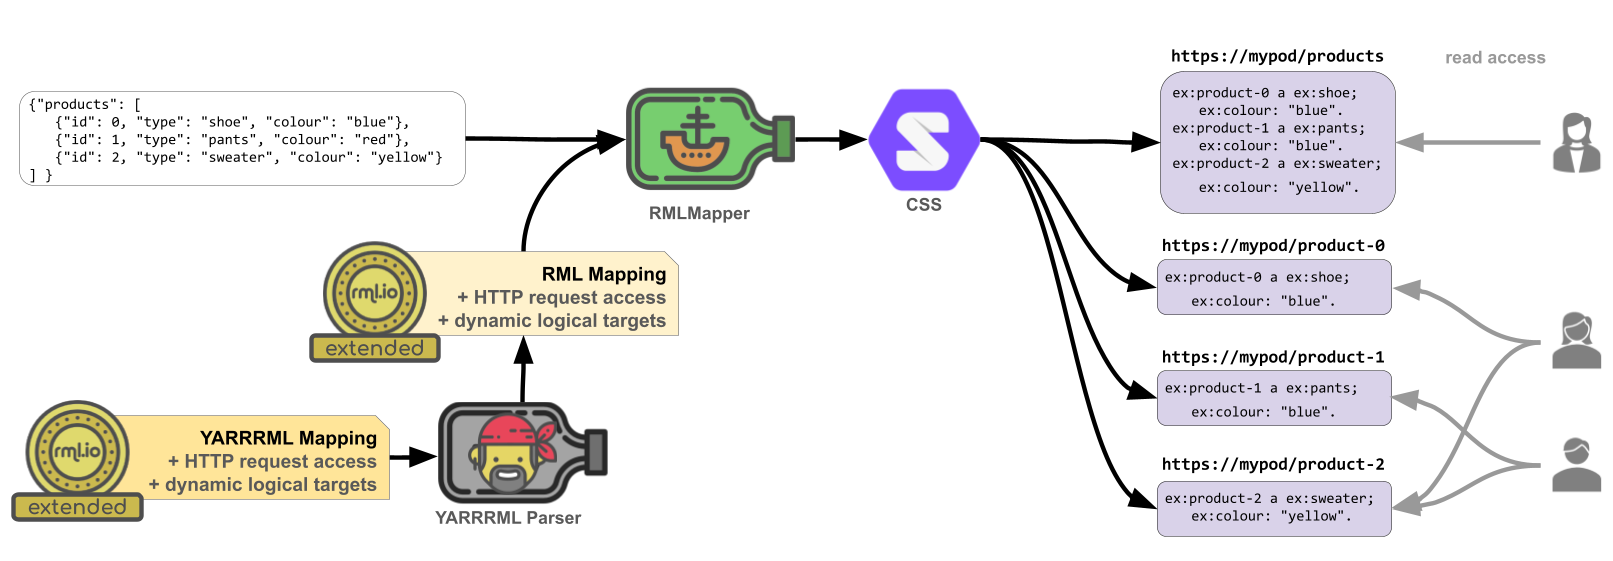 {"products": [
{"id": 0, "type": "shoe", "colour": "blue"},
{"id": 1, "type": "pants", "colour": "red"},
{"id": 2, "type": "sweater", "colour": "yellow"}
] }
RMLMapper
CSS
rml.io
extended
RML Mapping
+ HTTP request access
+ dynamic logical targets
rml.io
extended
YARRRML Mapping
+ HTTP request access
+ dynamic logical targets
YARRRML Parser
https://mypod/products
ex:product-0 a ex:shoe;
ex:colour: "blue".
ex:product-1 a ex:pants;
ex:colour: "blue".
ex:product-2 a ex:sweater;
ex:colour: "yellow".
read access
https://mypod/product-0
ex:product-0 a ex:shoe;
ex:colour: "blue".
https://mypod/product-1
ex:product-1 a ex:pants;
ex:colour: "blue".
https://mypod/product-2
ex:product-2 a ex:sweater;
ex:colour: "yellow".